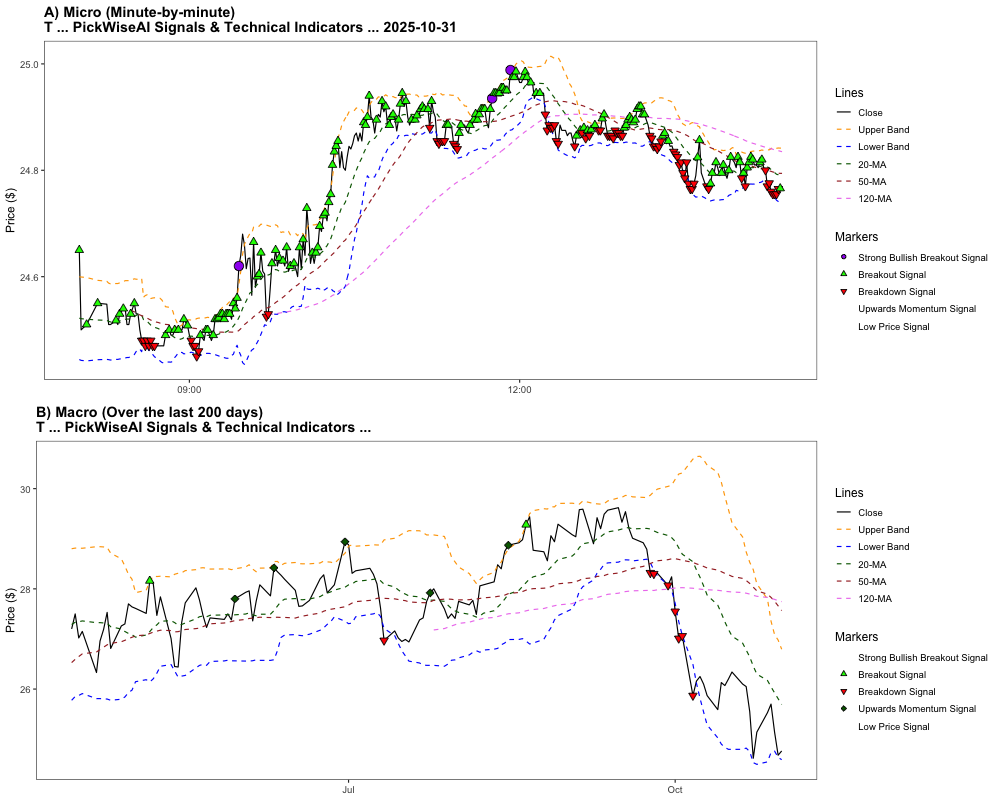 A) Micro (Minute-by-minute)
T ... PickWiseAI Signals & Technical Indicators ... 2025-10-31
Price ($)
25.0
24.8
24.6
09:00
12:00
Lines
Close
Upper Band
Lower Band
20-MA
50-MA
120-MA
Markers
Strong Bullish Breakout Signal
Breakout Signal
Breakdown Signal
Upwards Momentum Signal
Low Price Signal
B) Macro (Over the last 200 days)
T ... PickWiseAI Signals & Technical Indicators ...
Price ($)
30
28
26
Jul
Oct
Lines
Close
Upper Band
Lower Band
20-MA
50-MA
120-MA
Markers
Strong Bullish Breakout Signal
Breakout Signal
Breakdown Signal
Upwards Momentum Signal
Low Price Signal